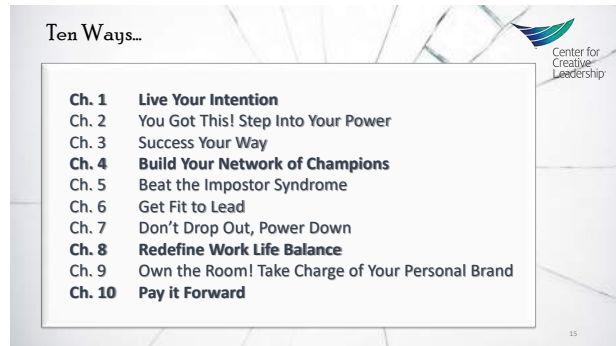 Ten Ways...
Center for
Creative
Leadership
Ch. 1 Live Your Intention
Ch. 2 You Got This! Step Into Your Power
Ch. 3 Success Your Way
Ch. 4 Build Your Network of Champions
Ch. 5 Beat the Impostor Syndrome
Ch. 6 Get Fit to Lead
Ch. 7 Don't Drop Out, Power Down
Ch. 8 Redefine Work Life Balance
Ch. 9 Own the Room! Take Charge of Your Personal Brand
Ch. 10 Pay it Forward
15